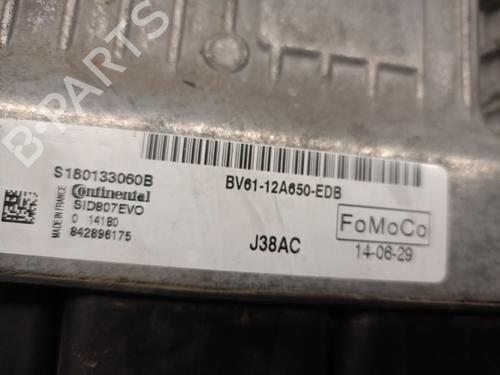 B-PARTS
MADE IN FRANCE
S180133060B
Continental
SID807EVO
0 14180
842896175
BV61-12A650-EDB
J38AC
FoMoCo
14-06-29